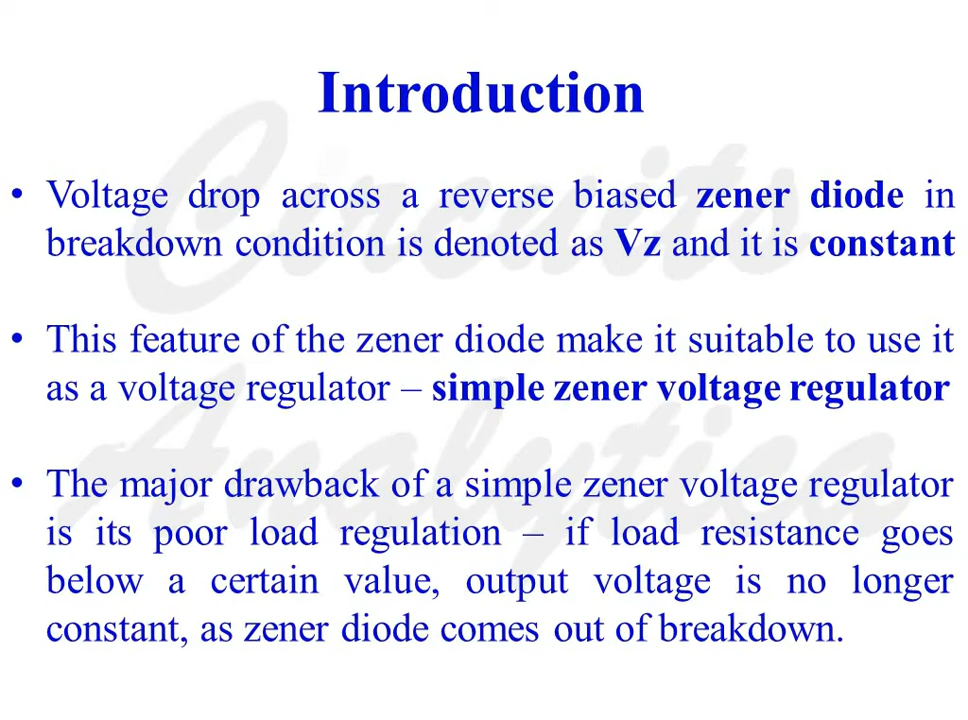 Introduction
• Voltage drop across a reverse biased zener diode in
breakdown condition is denoted as Vz and it is constant
• This feature of the zener diode make it suitable to use it
as a voltage regulator – simple zener voltage regulator
• The major drawback of a simple zener voltage regulator
is its poor load regulation – if load resistance goes
below a certain value, output voltage is no longer
constant, as zener diode comes out of breakdown.
Circuits
Analytica